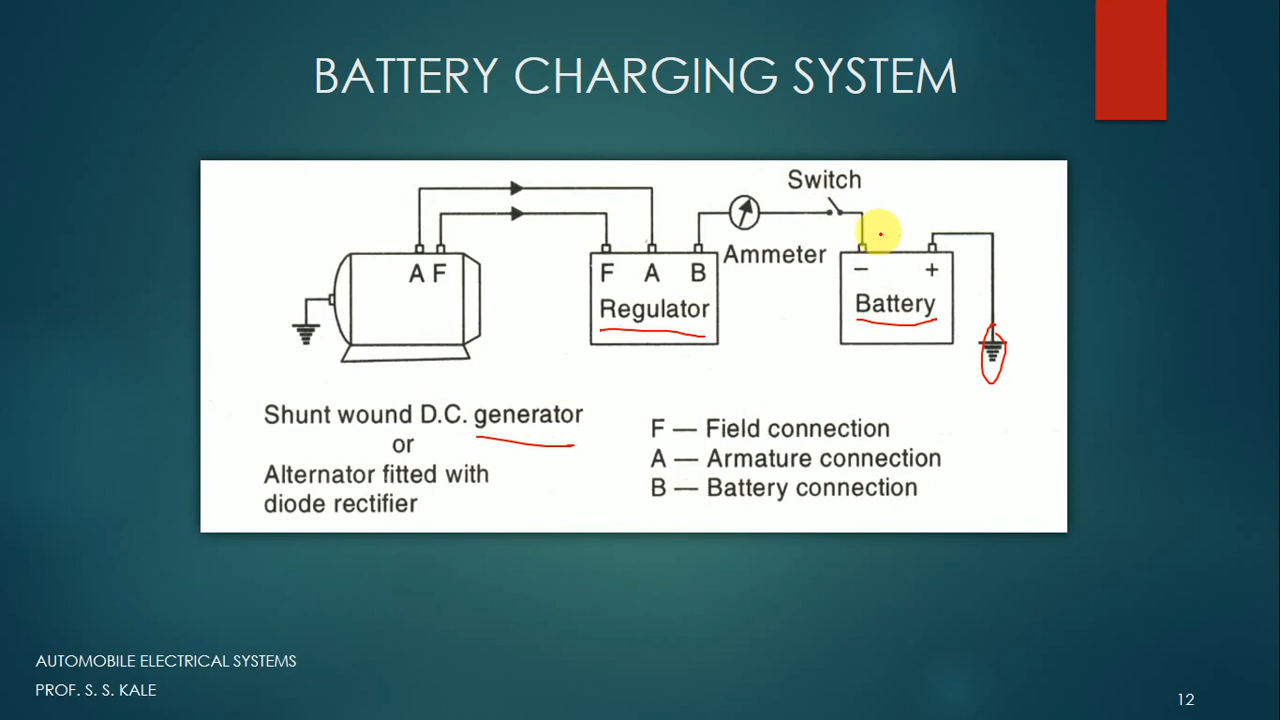 BATTERY CHARGING SYSTEM
Switch
Ammeter
A F
F A B
Regulator
− +
Battery
Shunt wound D.C. generator
or
Alternator fitted with
diode rectifier
F — Field connection
A — Armature connection
B — Battery connection
AUTOMOBILE ELECTRICAL SYSTEMS
PROF. S. S. KALE
12